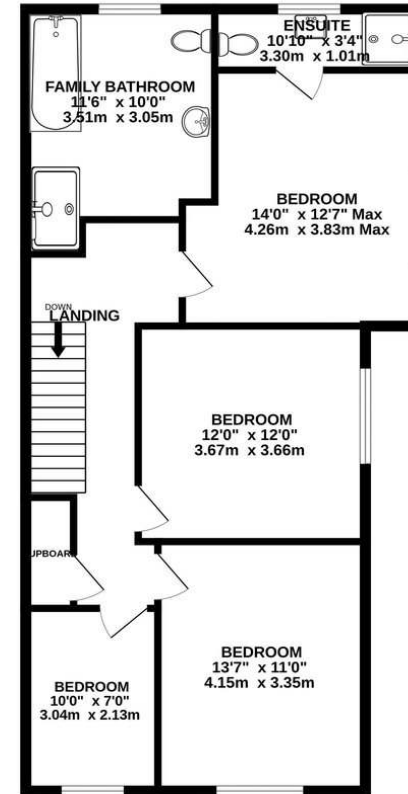 ENSUITE
10'10" x 3'4"
3.30m x 1.01m
FAMILY BATHROOM
11'6" x 10'0"
3.51m x 3.05m
BEDROOM
14'0" x 12'7" Max
4.26m x 3.83m Max
DOWN
LANDING
BEDROOM
12'0" x 12'0"
3.67m x 3.66m
UPBOARD
BEDROOM
13'7" x 11'0"
4.15m x 3.35m
BEDROOM
10'0" x 7'0"
3.04m x 2.13m